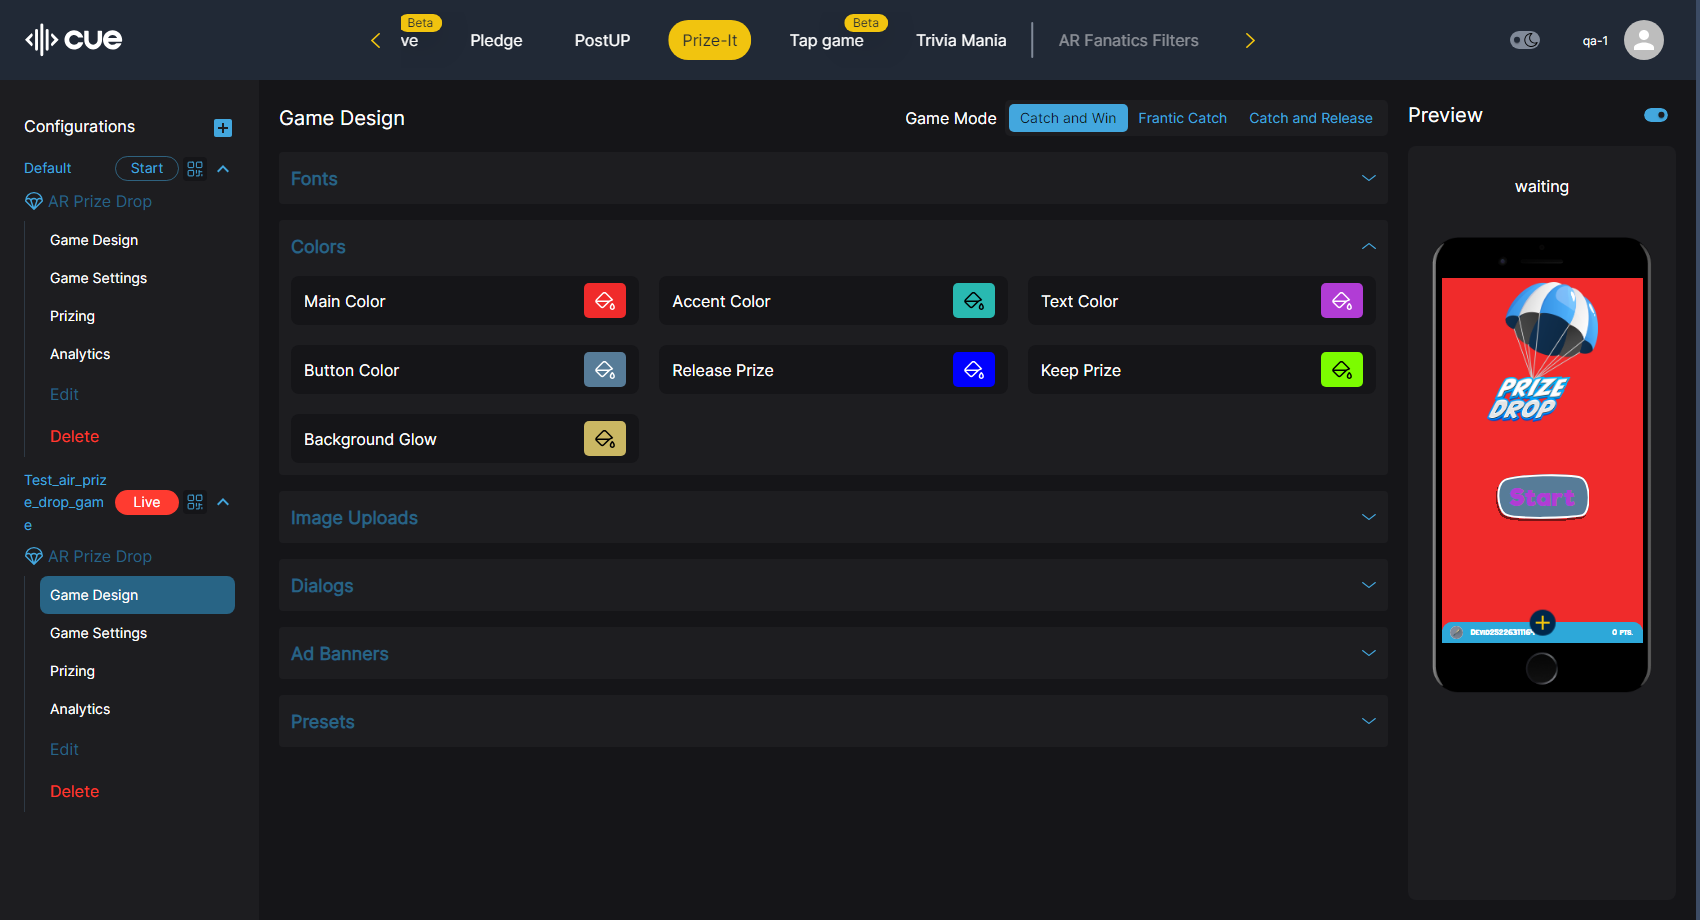 cue
Beta
ve
Pledge
PostUP
Prize-It
Beta
Tap game
Trivia Mania
AR Fanatics Filters
qa-1
Configurations
Default
Start
AR Prize Drop
Game Design
Game Settings
Prizing
Analytics
Edit
Delete
Test_air_priz
e_drop_gam
e
Live
AR Prize Drop
Game Design
Game Settings
Prizing
Analytics
Edit
Delete
Game Design
Game Mode
Catch and Win
Frantic Catch
Catch and Release
Fonts
Colors
Main Color
Accent Color
Text Color
Button Color
Release Prize
Keep Prize
Background Glow
Image Uploads
Dialogs
Ad Banners
Presets
Preview
waiting
PRIZE
DROP
Start
0 PTS.